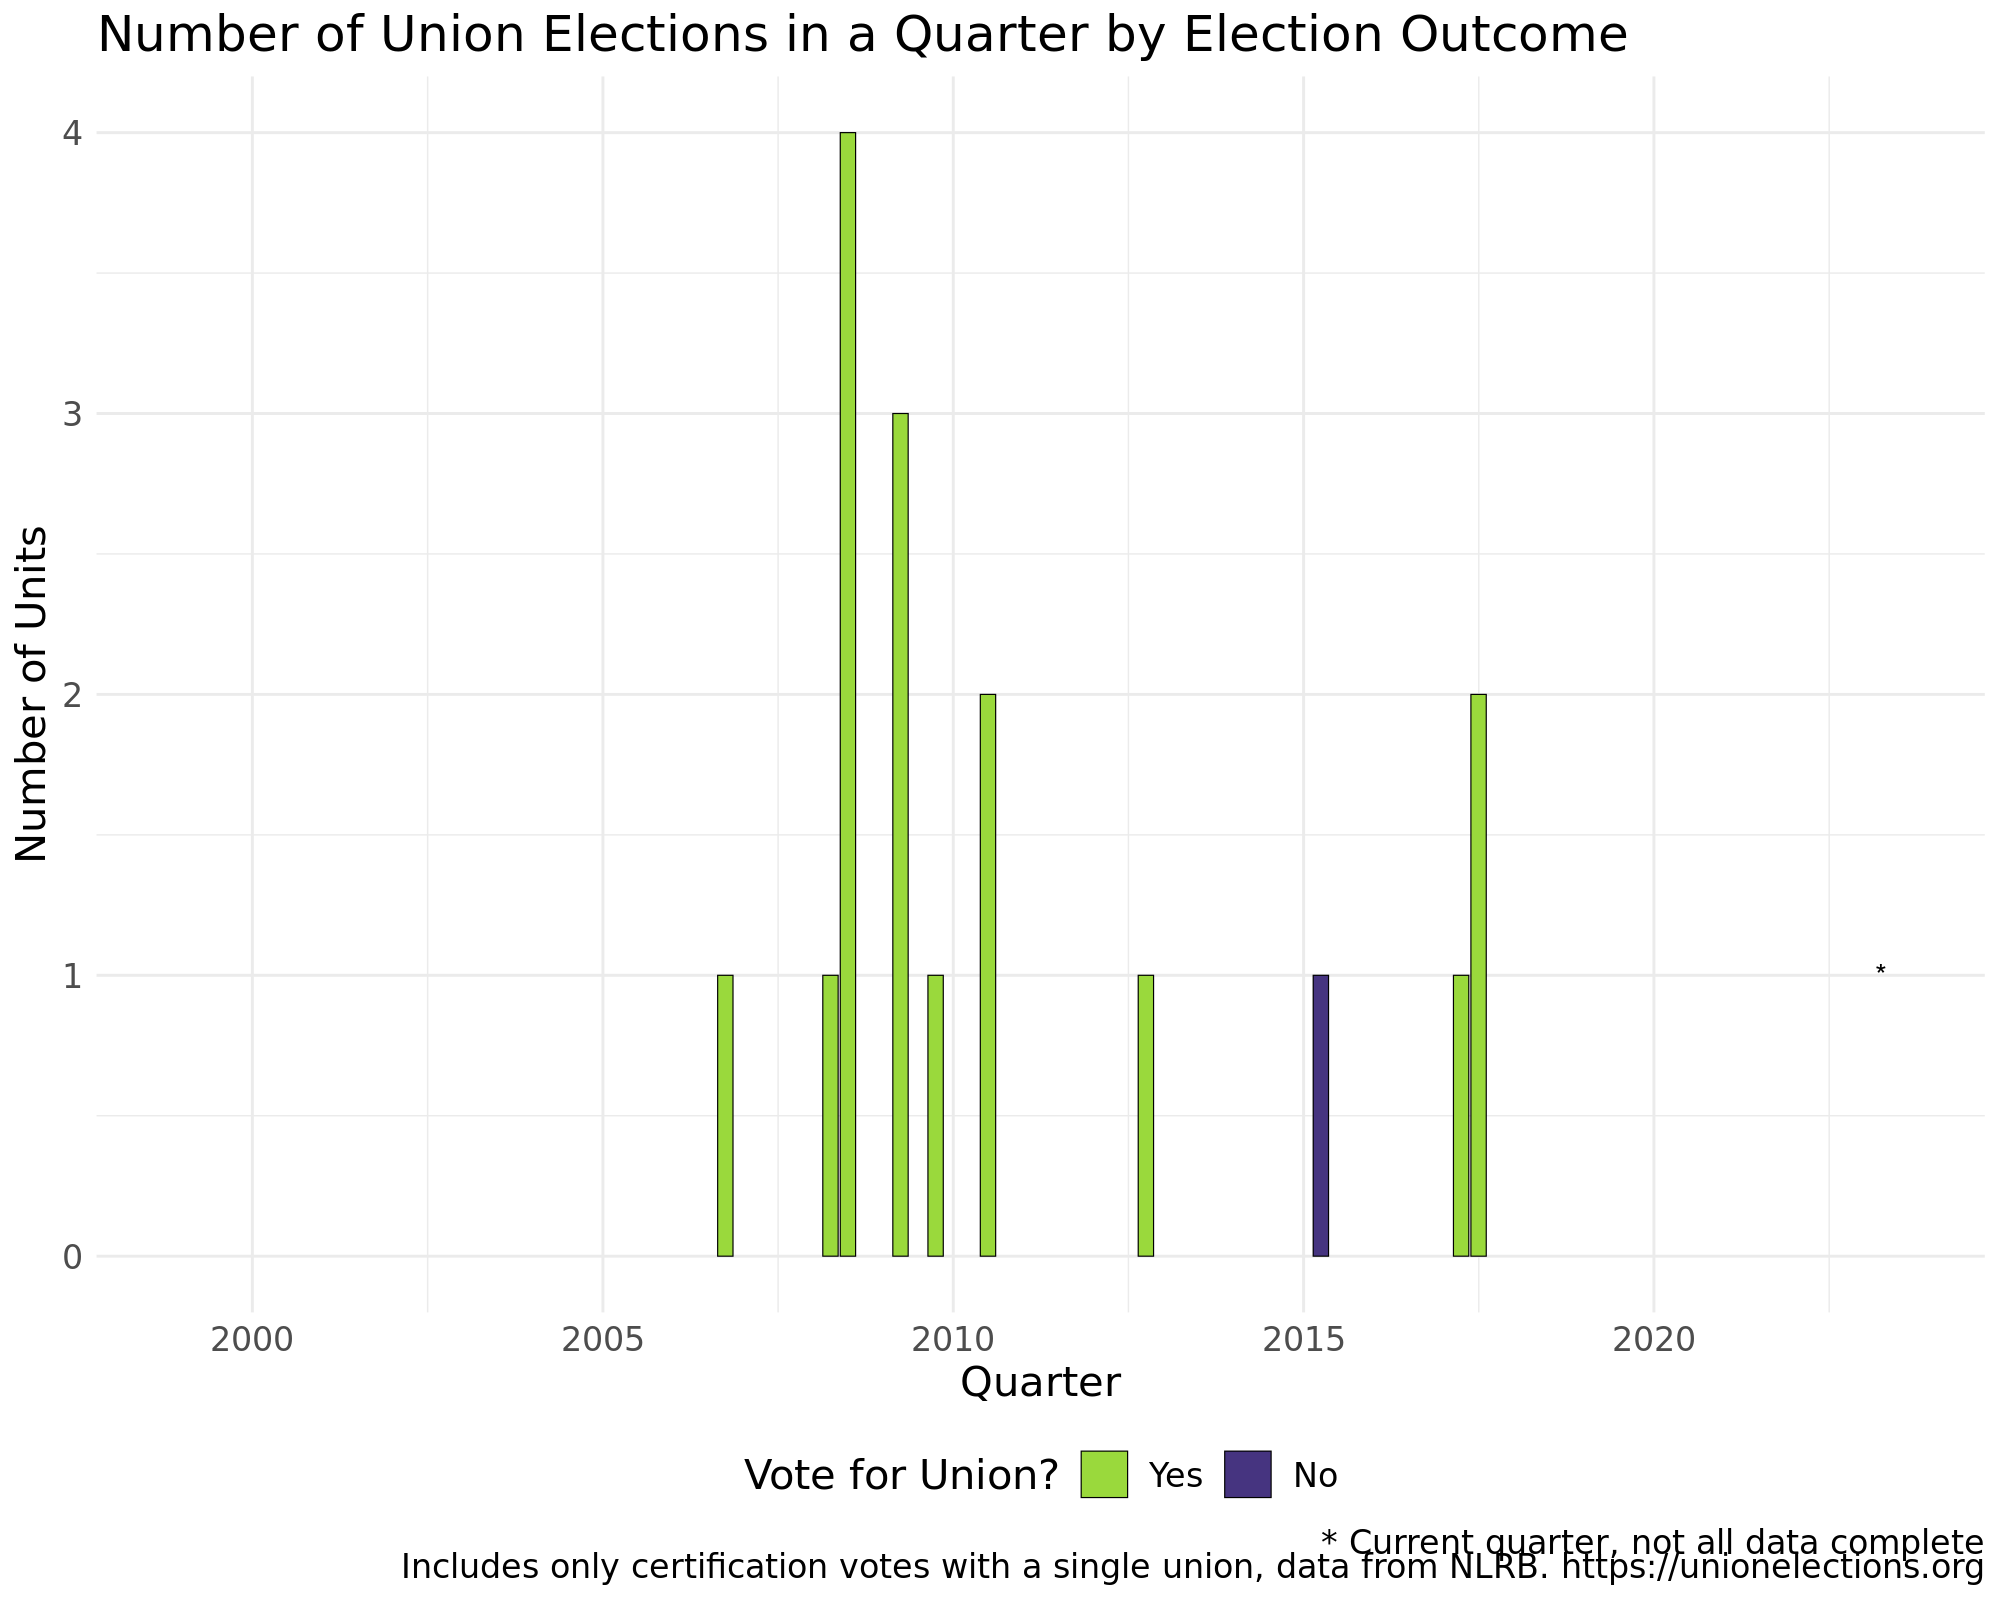 Number of Union Elections in a Quarter by Election Outcome
Number of Units
4
3
2
1
0
*
2000 2005 2010 2015 2020
Quarter
Vote for Union? Yes No
* Current quarter, not all data complete
Includes only certification votes with a single union, data from NLRB. https://unionelections.org